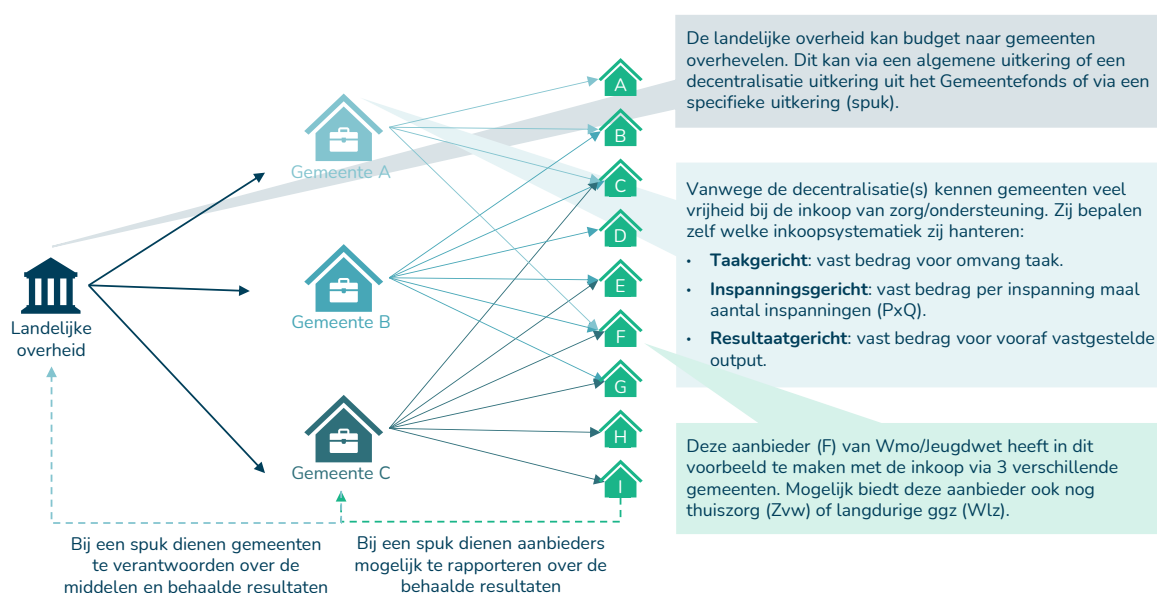 De landelijke overheid kan budget naar gemeenten
overhevelen. Dit kan via een algemene uitkering of een
decentralisatie uitkering uit het Gemeentefonds of via een
specifieke uitkering (spuk).
A
B
C
D
E
F
G
H
I
Gemeente A
Gemeente B
Gemeente C
Landelijke
overheid
Vanwege de decentralisatie(s) kennen gemeenten veel
vrijheid bij de inkoop van zorg/ondersteuning. Zij bepalen
zelf welke inkoopsystematiek zij hanteren:
• Taakgericht: vast bedrag voor omvang taak.
• Inspanningsgericht: vast bedrag per inspanning maal
aantal inspanningen (PxQ).
• Resultaatgericht: vast bedrag voor vooraf vastgestelde
output.
Deze aanbieder (F) van Wmo/Jeugdwet heeft in dit
voorbeeld te maken met de inkoop via 3 verschillende
gemeenten. Mogelijk biedt deze aanbieder ook nog
thuiszorg (Zvw) of langdurige ggz (Wlz).
Bij een spuk dienen gemeenten
te verantwoorden over de
middelen en behaalde resultaten
Bij een spuk dienen aanbieders
mogelijk te rapporteren over de
behaalde resultaten